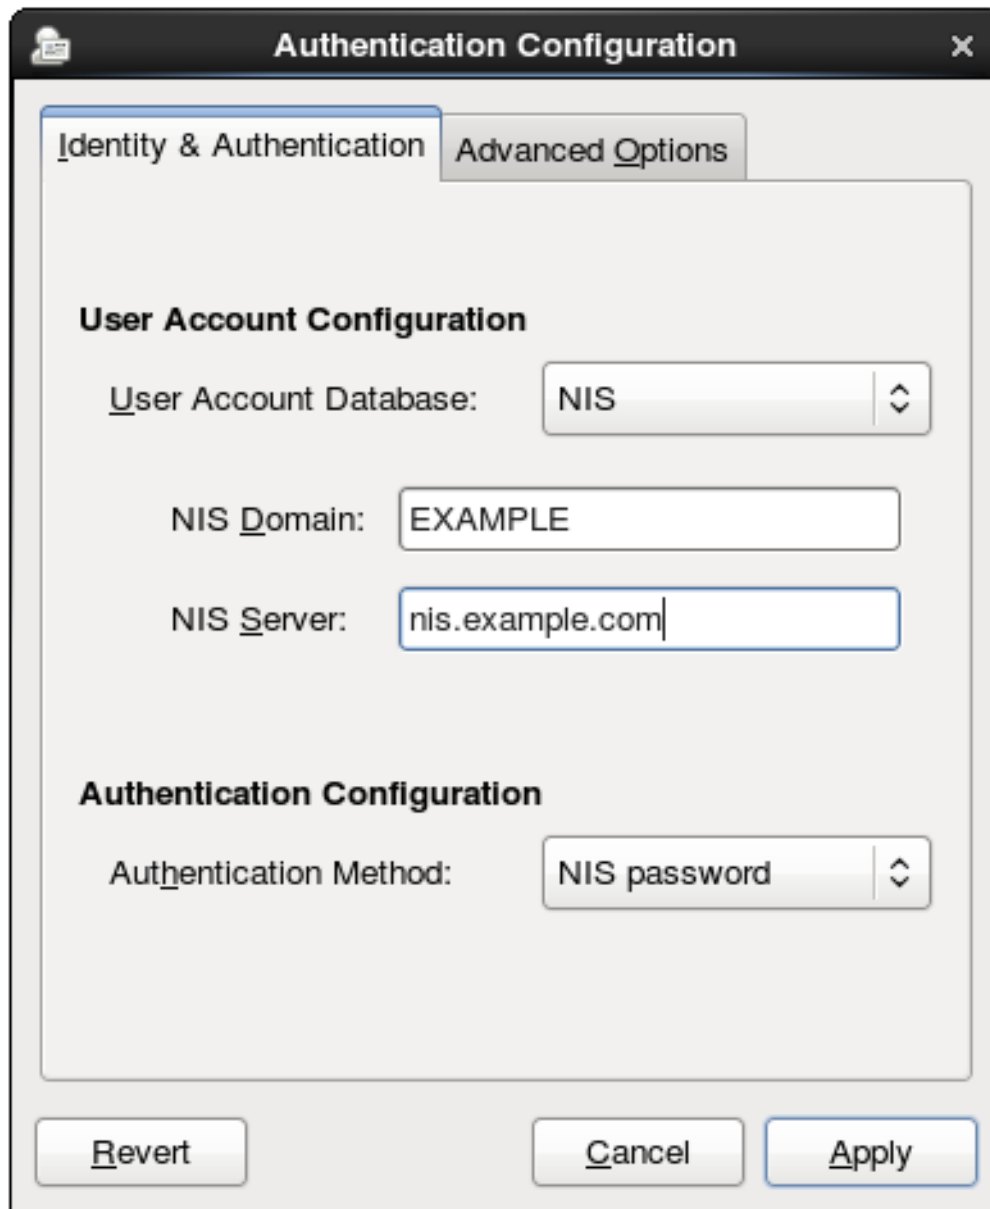 Authentication Configuration
Identity & Authentication
Advanced Options
User Account Configuration
User Account Database: NIS
NIS Domain: EXAMPLE
NIS Server: nis.example.com
Authentication Configuration
Authentication Method: NIS password
Revert Cancel Apply